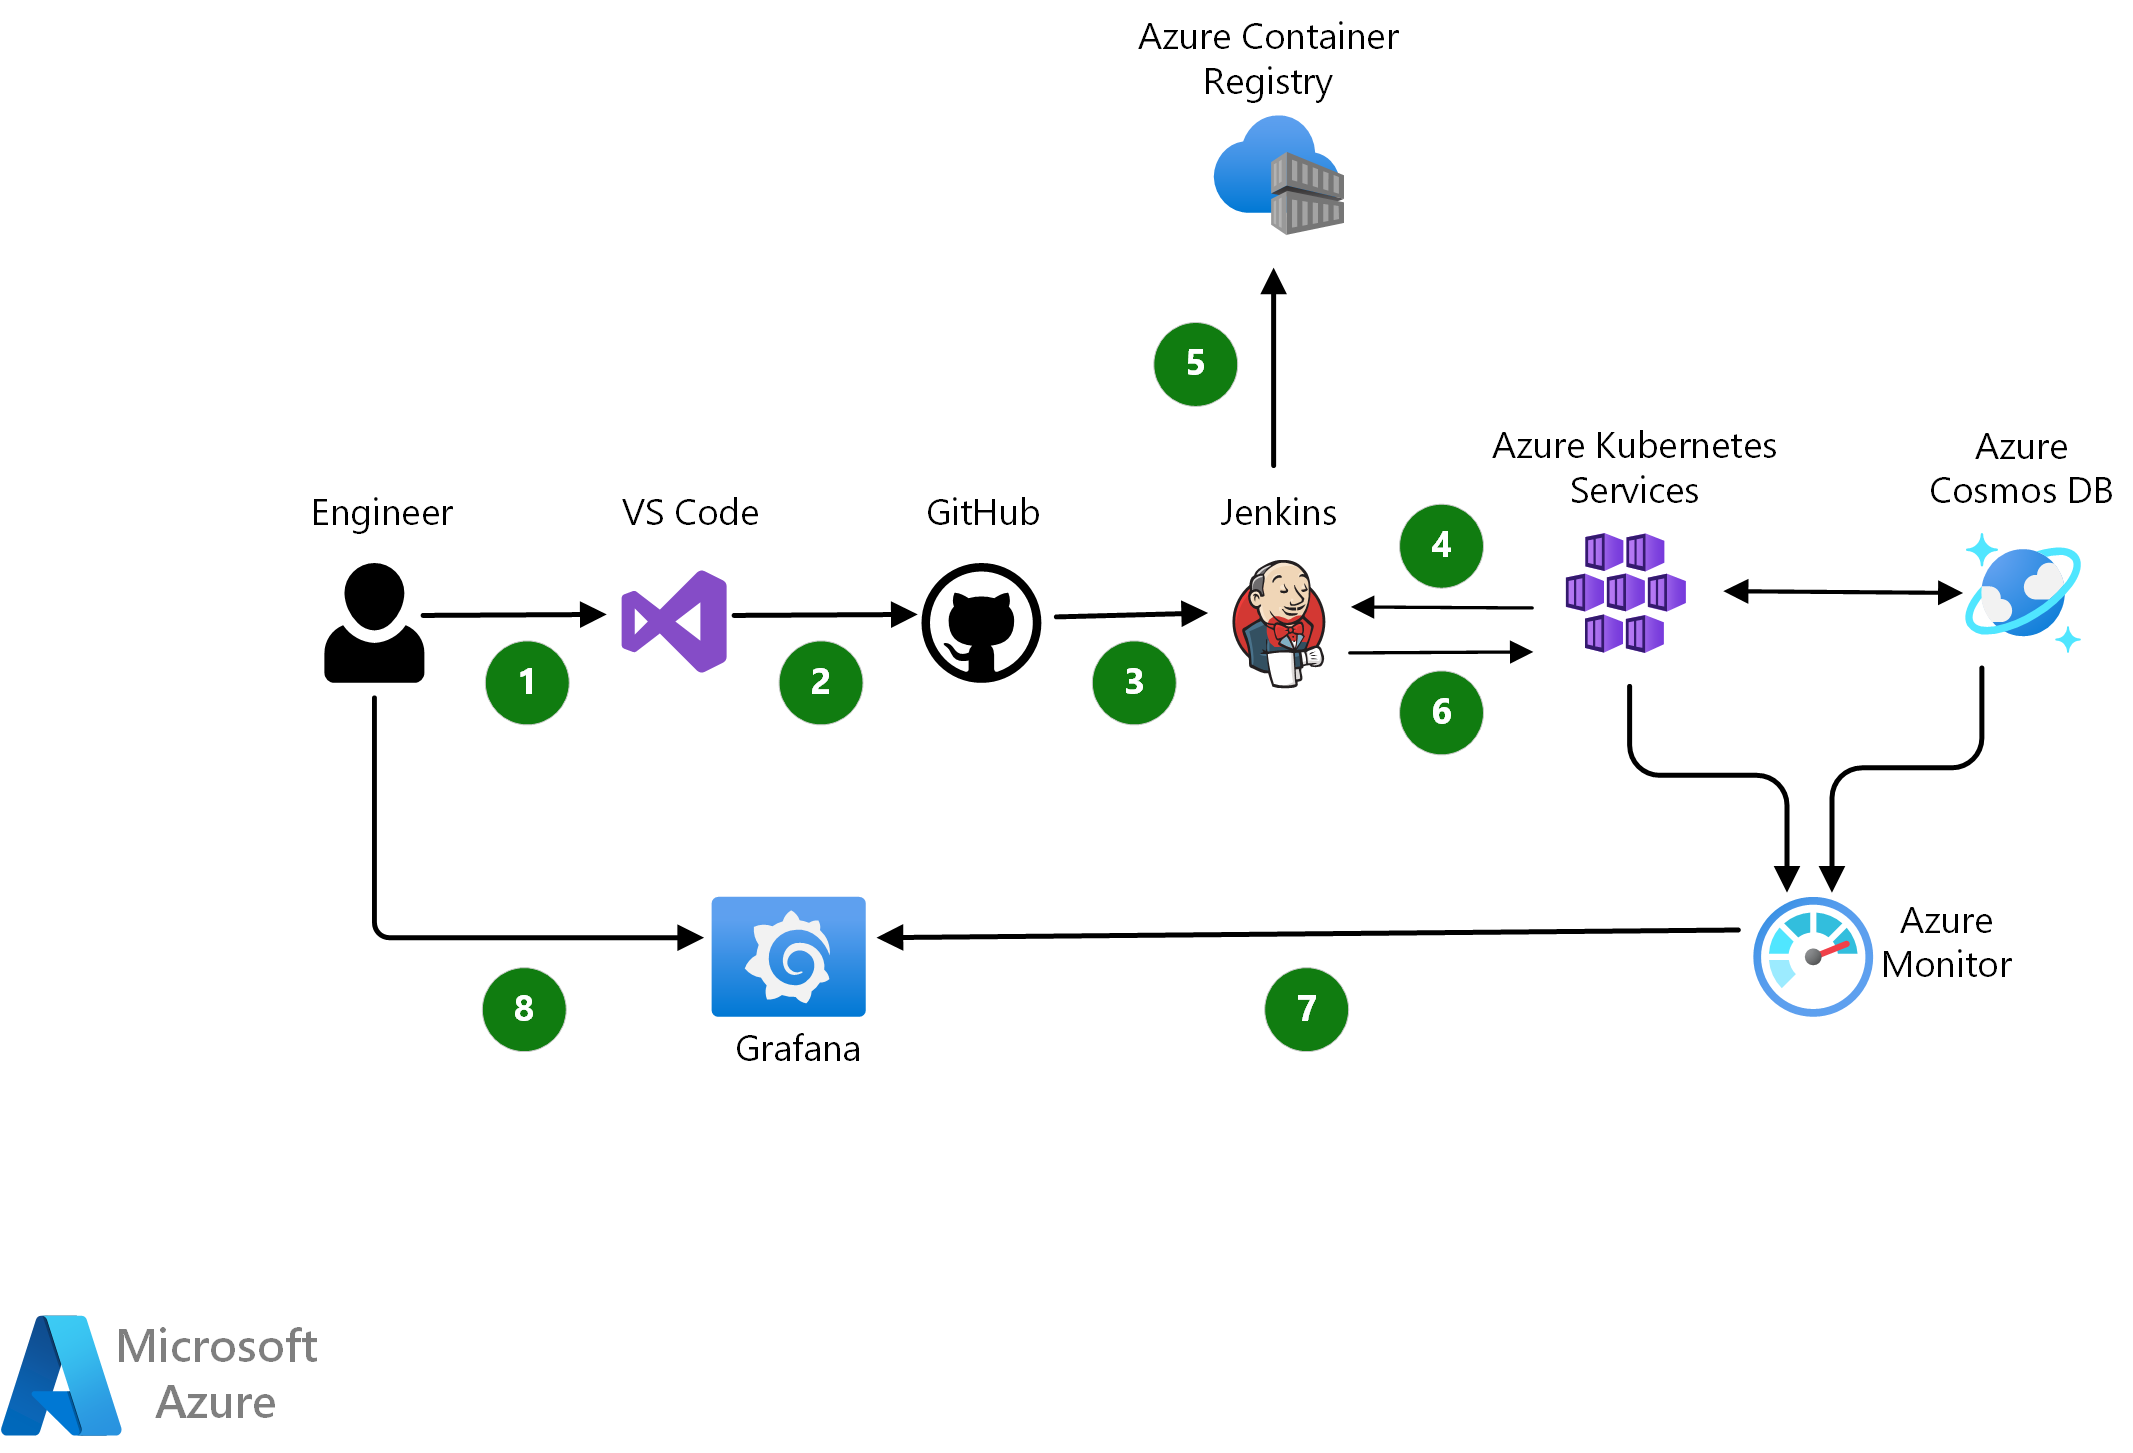 Azure Container
Registry
5
Azure Kubernetes
Services
Azure
Cosmos DB
Engineer
VS Code
GitHub
Jenkins
4
1
2
3
6
Azure
Monitor
8
7
Grafana
Microsoft
Azure